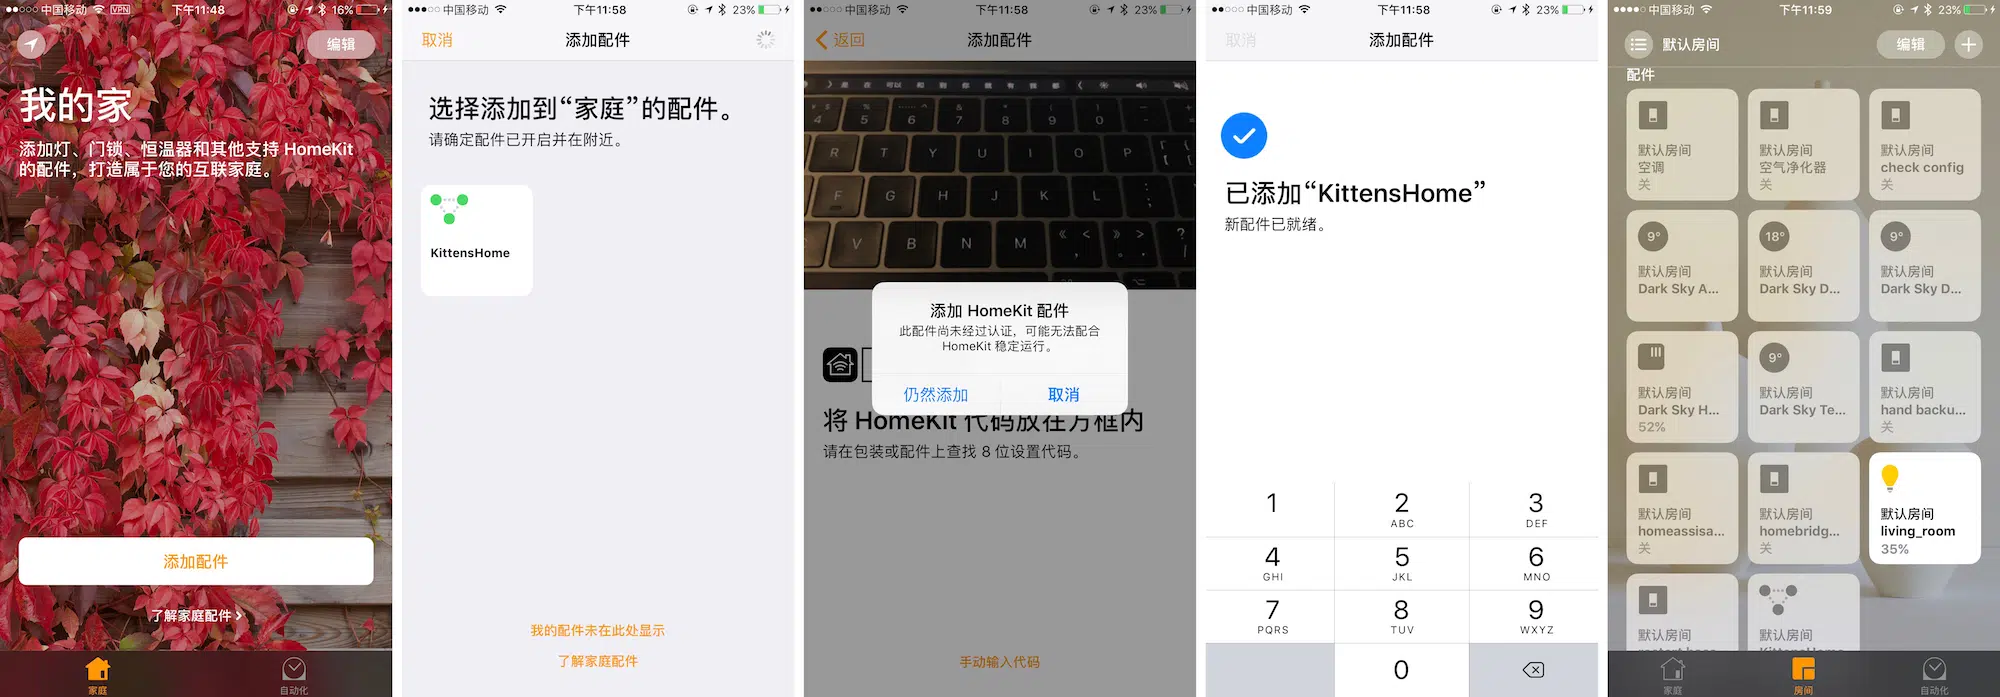 中国移动 VPN 下午11:48 16%
编辑
我的家
添加灯、门锁、恒温器和其他支持 HomeKit
的配件，打造属于您的互联家庭。
添加配件
了解家庭配件
家庭
自动化
中国移动 下午11:58 23%
取消 添加配件
选择添加到“家庭”的配件。
请确定配件已开启并在附近。
KittensHome
我的配件未在此处显示
了解家庭配件
中国移动 下午11:58 23%
返回 添加配件
添加 HomeKit 配件
此配件尚未经过认证，可能无法配合
HomeKit 稳定运行。
仍然添加 取消
将 HomeKit 代码放在方框内
请在包装或配件上查找 8 位设置代码。
手动输入代码
中国移动 下午11:58 23%
取消 添加配件
已添加“KittensHome”
新配件已就绪。
1 2 3
ABC DEF
4 5 6
GHI JKL MNO
7 8 9
PQRS TUV WXYZ
0
中国移动 下午11:59 23%
默认房间 编辑
配件
默认房间
空调
关
默认房间
空气净化器
关
默认房间
check config
关
9°
默认房间
Dark Sky A...
18°
默认房间
Dark Sky D...
9°
默认房间
Dark Sky D...
默认房间
Dark Sky H...
52%
9°
默认房间
Dark Sky Te...
默认房间
hand backu...
关
默认房间
homeassisa...
关
默认房间
homebridg...
关
默认房间
living_room
35%
默认房间
默认房间
KittensHome
家庭
房间
自动化